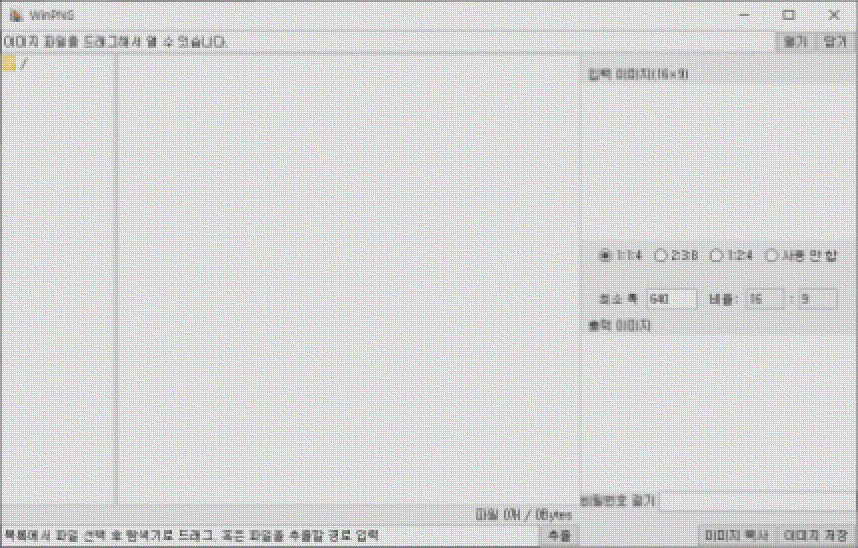 WinPNG
이미지 파일을 드래그해서 열 수 있습니다.
열기 닫기
/
입력 이미지(16×9)
1:1:4 2:3:8 1:2:4 사용 안 함
최소 폭 640 비율: 16 : 9
출력 이미지
비밀번호 걸기
파일 0개 / 0Bytes
목록에서 파일 선택 후 탐색기로 드래그, 혹은 파일을 추출할 경로 입력
추출
이미지 복사 이미지 저장